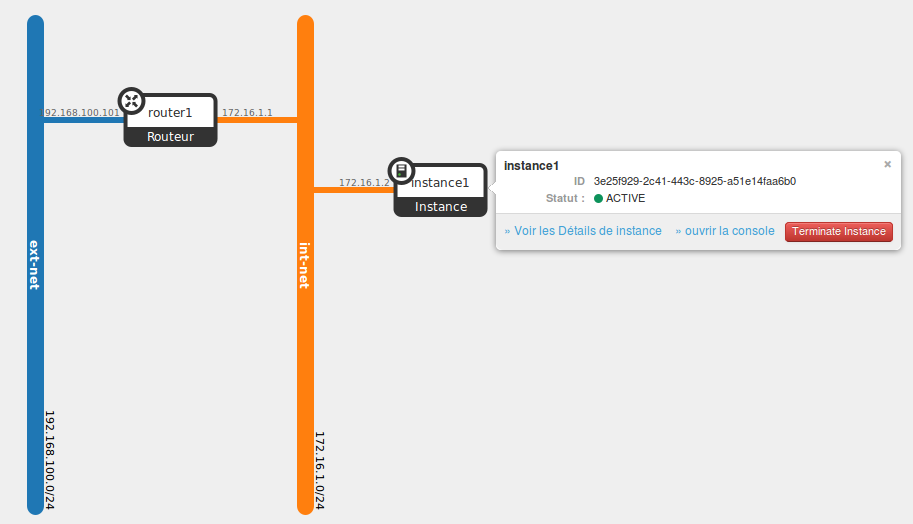 92.168.100.101
router1
172.16.1.1
Routeur
172.16.1.2
instance1
Instance
instance1
×
ID 3e25f929-2c41-443c-8925-a51e14faa6b0
Statut : ACTIVE
» Voir les Détails de instance » ouvrir la console Terminate Instance
ext-net
int-net
192.168.100.0/24
172.16.1.0/24